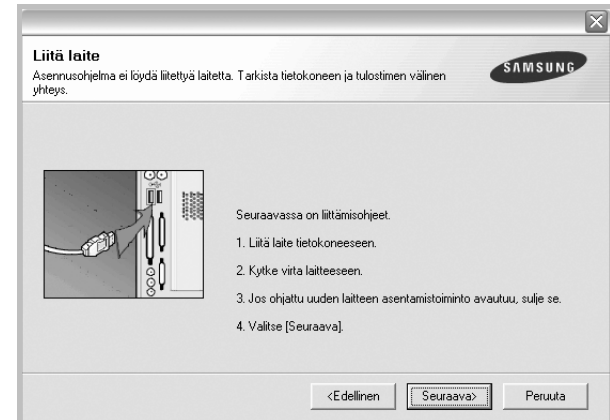 Liitä laite
Asennusohjelma ei löydä liitettyä laitetta. Tarkista tietokoneen ja tulostimen välinen
yhteys.
SAMSUNG
Seuraavassa on liittämisohjeet.
1. Liitä laite tietokoneeseen.
2. Kytke virta laitteeseen.
3. Jos ohjattu uuden laitteen asentamistoiminto avautuu, sulje se.
4. Valitse [Seuraava].
<Edellinen
Seuraava>
Peruuta